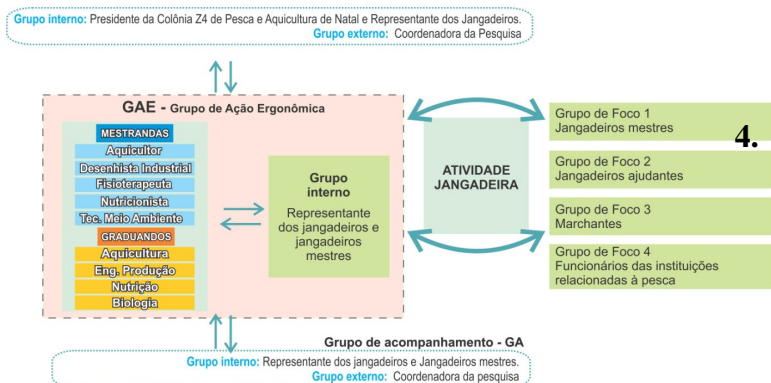 Grupo interno: Presidente da Colônia Z4 de Pesca e Aquicultura de Natal e Representante dos Jangadeiros.
Grupo externo: Coordenadora da Pesquisa
GAE - Grupo de Ação Ergonômica
MESTRANDAS
Aquicultor
Desenhista Industrial
Fisioterapeuta
Nutricionista
Tec. Meio Ambiente
GRADUANDOS
Aquicultura
Eng. Produção
Nutrição
Biologia
Grupo
interno
Representante
dos jangadeiros e
jangadeiros
mestres
ATIVIDADE
JANGADEIRA
Grupo de Foco 1
Jangadeiros mestres
4.
Grupo de Foco 2
Jangadeiros ajudantes
Grupo de Foco 3
Marchantes
Grupo de Foco 4
Funcionários das instituições
relacionadas à pesca
Grupo de acompanhamento - GA
Grupo interno: Representante dos jangadeiros e Jangadeiros mestres.
Grupo externo: Coordenadora da pesquisa